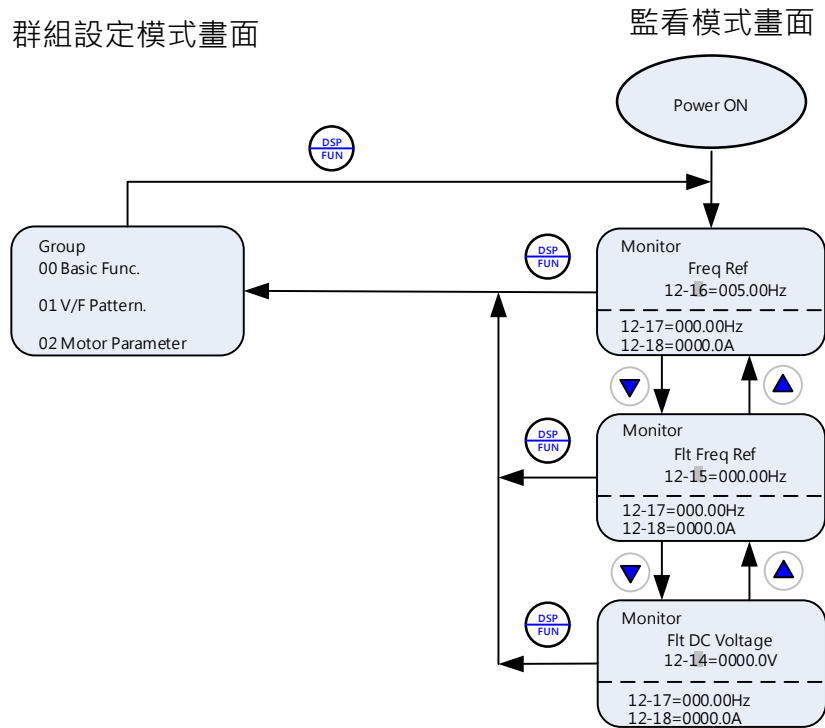 群組設定模式畫面
監看模式畫面
Power ON
DSP
FUN
Group
00 Basic Func.
01 V/F Pattern.
02 Motor Parameter
DSP
FUN
Monitor
Freq Ref
12-16=005.00Hz
12-17=000.00Hz
12-18=0000.0A
DSP
FUN
Monitor
Flt Freq Ref
12-15=000.00Hz
12-17=000.00Hz
12-18=0000.0A
DSP
FUN
Monitor
Flt DC Voltage
12-14=0000.0V
12-17=000.00Hz
12-18=0000.0A